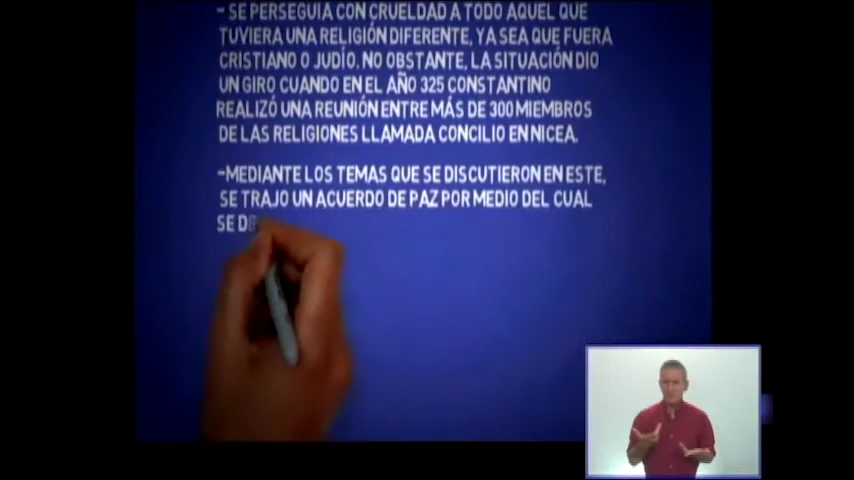 - SE PERSEGUIA CON CRUELDAD A TODO AQUEL QUE
TUVIERA UNA RELIGIÓN DIFERENTE, YA SEA QUE FUERA
CRISTIANO O JUDÍO. NO OBSTANTE, LA SITUACIÓN DIO
UN GIRO CUANDO EN EL AÑO 325 CONSTANTINO
REALIZÓ UNA REUNIÓN ENTRE MÁS DE 300 MIEMBROS
DE LAS RELIGIONES LLAMADA CONCILIO EN NICEA.
-MEDIANTE LOS TEMAS QUE SE DISCUTIERON EN ESTE,
SE TRAJO UN ACUERDO DE PAZ POR MEDIO DEL CUAL
SE DE